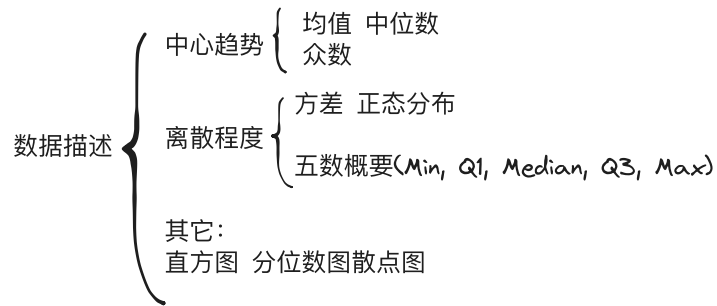 数据描述
中心趋势
均值 中位数
众数
离散程度
方差 正态分布
五数概要(Min, Q1, Median, Q3, Max)
其它:
直方图 分位数图散点图